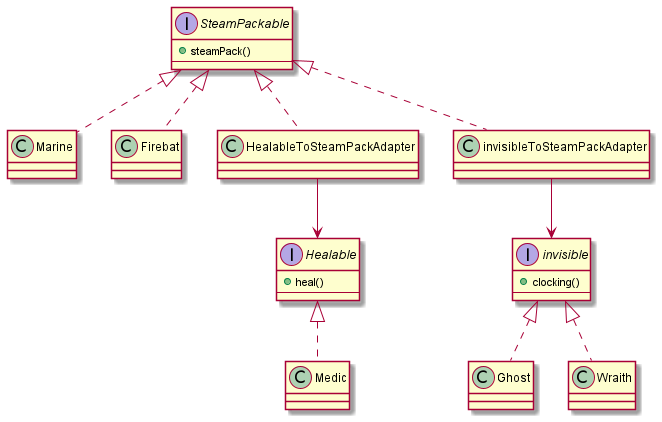 I SteamPackable
steamPack()
C Marine
C Firebat
C HealableToSteamPackAdapter
C invisibleToSteamPackAdapter
I Healable
heal()
I invisible
clocking()
C Medic
C Ghost
C Wraith